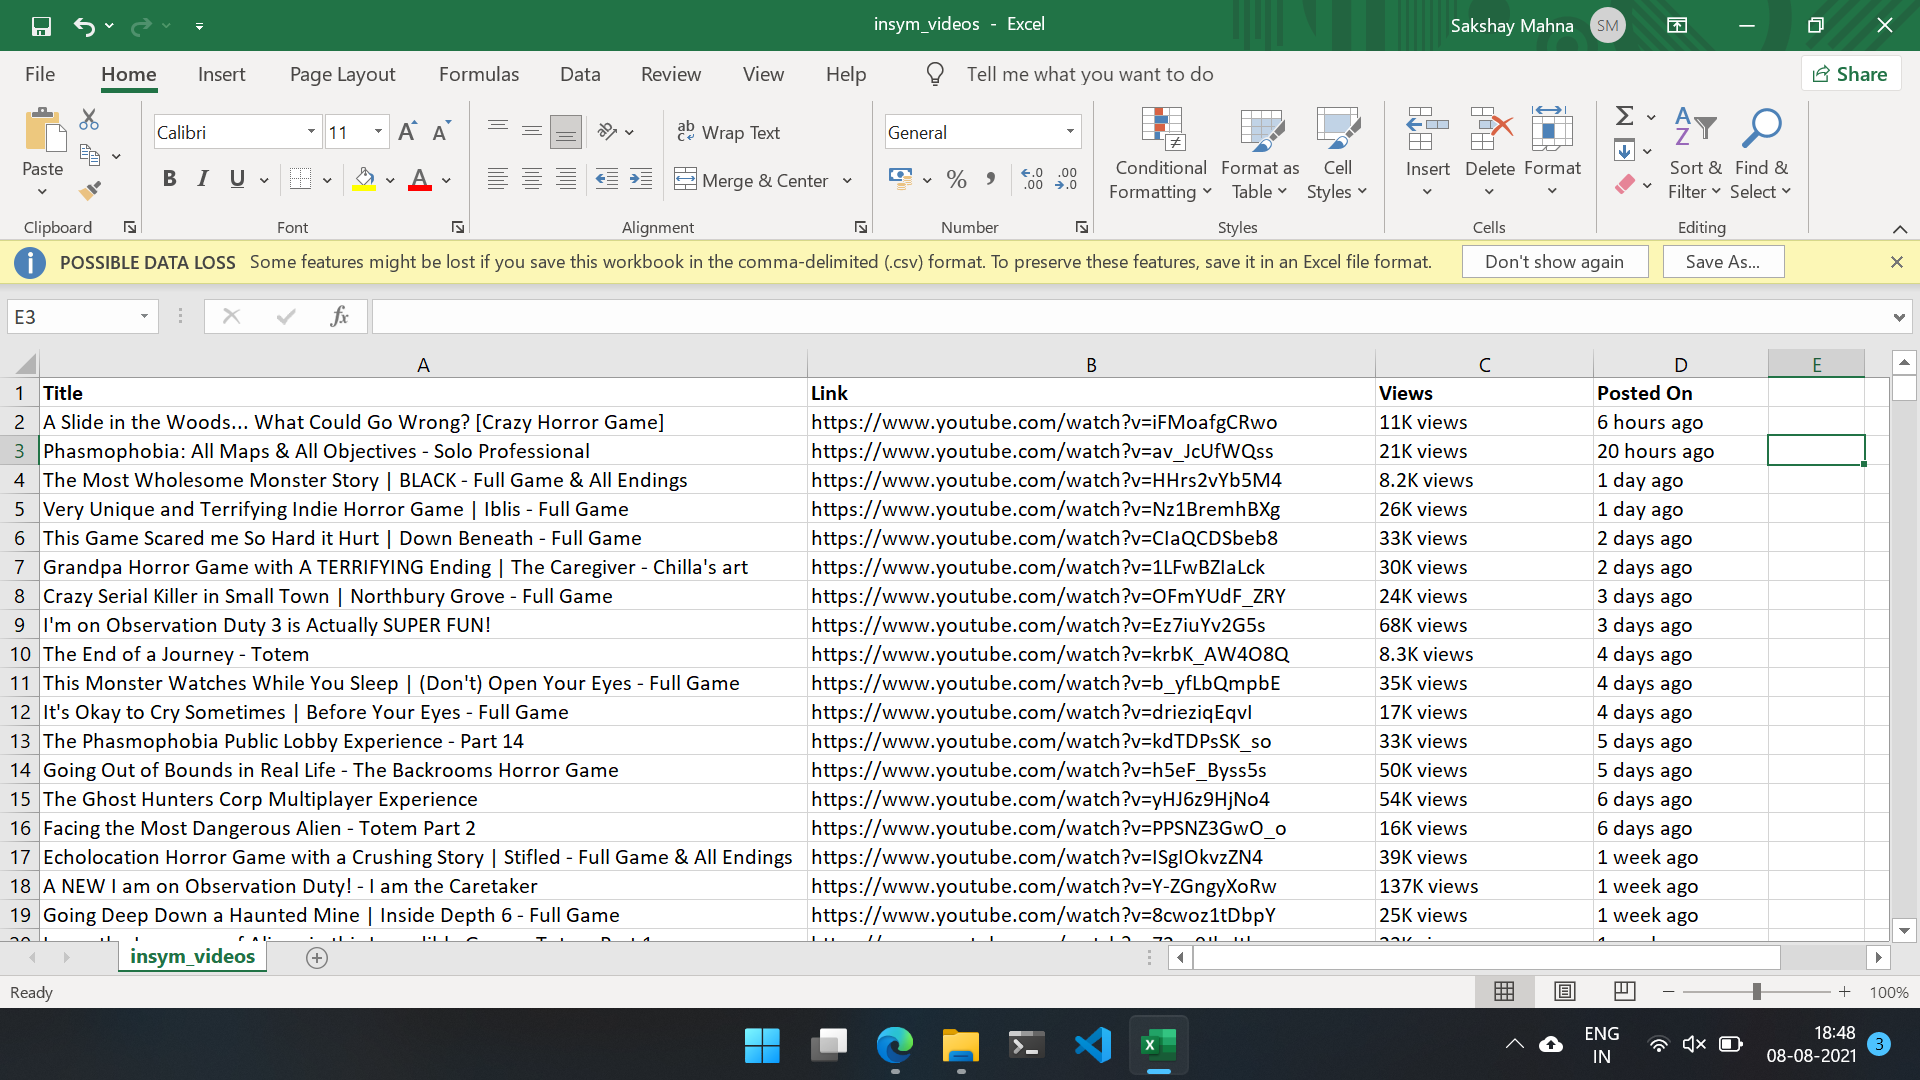 insym_videos - Excel
Sakshay Mahna SM
File Home Insert Page Layout Formulas Data Review View Help Tell me what you want to do Share
Calibri 11 A A ab c Wrap Text General
Paste B I U A Merge & Center % , .0 .00 .00 .0 Conditional Formatting Format as Table Cell Styles Insert Delete Format Σ A Z Sort & Filter Find & Select
Clipboard Font Alignment Number Styles Cells Editing
POSSIBLE DATA LOSS Some features might be lost if you save this workbook in the comma-delimited (.csv) format. To preserve these features, save it in an Excel file format. Don't show again Save As...
E3 fx
A B C D E
1 Title Link Views Posted On
2 A Slide in the Woods... What Could Go Wrong? [Crazy Horror Game] https://www.youtube.com/watch?v=iFMoafgCRwo 11K views 6 hours ago
3 Phasmophobia: All Maps & All Objectives - Solo Professional https://www.youtube.com/watch?v=av_JcUfWQss 21K views 20 hours ago
4 The Most Wholesome Monster Story | BLACK - Full Game & All Endings https://www.youtube.com/watch?v=HHrs2vYb5M4 8.2K views 1 day ago
5 Very Unique and Terrifying Indie Horror Game | Iblis - Full Game https://www.youtube.com/watch?v=Nz1BremhBXg 26K views 1 day ago
6 This Game Scared me So Hard it Hurt | Down Beneath - Full Game https://www.youtube.com/watch?v=CIaQCDSbeb8 33K views 2 days ago
7 Grandpa Horror Game with A TERRIFYING Ending | The Caregiver - Chilla's art https://www.youtube.com/watch?v=1LFwBZIaLck 30K views 2 days ago
8 Crazy Serial Killer in Small Town | Northbury Grove - Full Game https://www.youtube.com/watch?v=OFmYUdF_ZRY 24K views 3 days ago
9 I'm on Observation Duty 3 is Actually SUPER FUN! https://www.youtube.com/watch?v=Ez7iuYv2G5s 68K views 3 days ago
10 The End of a Journey - Totem https://www.youtube.com/watch?v=krbK_AW4O8Q 8.3K views 4 days ago
11 This Monster Watches While You Sleep | (Don't) Open Your Eyes - Full Game https://www.youtube.com/watch?v=b_yfLbQmpbE 35K views 4 days ago
12 It's Okay to Cry Sometimes | Before Your Eyes - Full Game https://www.youtube.com/watch?v=drieziqEqvI 17K views 4 days ago
13 The Phasmophobia Public Lobby Experience - Part 14 https://www.youtube.com/watch?v=kdTDPsSK_so 33K views 5 days ago
14 Going Out of Bounds in Real Life - The Backrooms Horror Game https://www.youtube.com/watch?v=h5eF_Byss5s 50K views 5 days ago
15 The Ghost Hunters Corp Multiplayer Experience https://www.youtube.com/watch?v=yHJ6z9HjNo4 54K views 6 days ago
16 Facing the Most Dangerous Alien - Totem Part 2 https://www.youtube.com/watch?v=PPSNZ3GwO_o 16K views 6 days ago
17 Echolocation Horror Game with a Crushing Story | Stifled - Full Game & All Endings https://www.youtube.com/watch?v=ISgIOkvzZN4 39K views 1 week ago
18 A NEW I am on Observation Duty! - I am the Caretaker https://www.youtube.com/watch?v=Y-ZGngyXoRw 137K views 1 week ago
19 Going Deep Down a Haunted Mine | Inside Depth 6 - Full Game https://www.youtube.com/watch?v=8cwoz1tDbpY 25K views 1 week ago
insym_videos
Ready 100%
ENG IN 18:48 08-08-2021 3